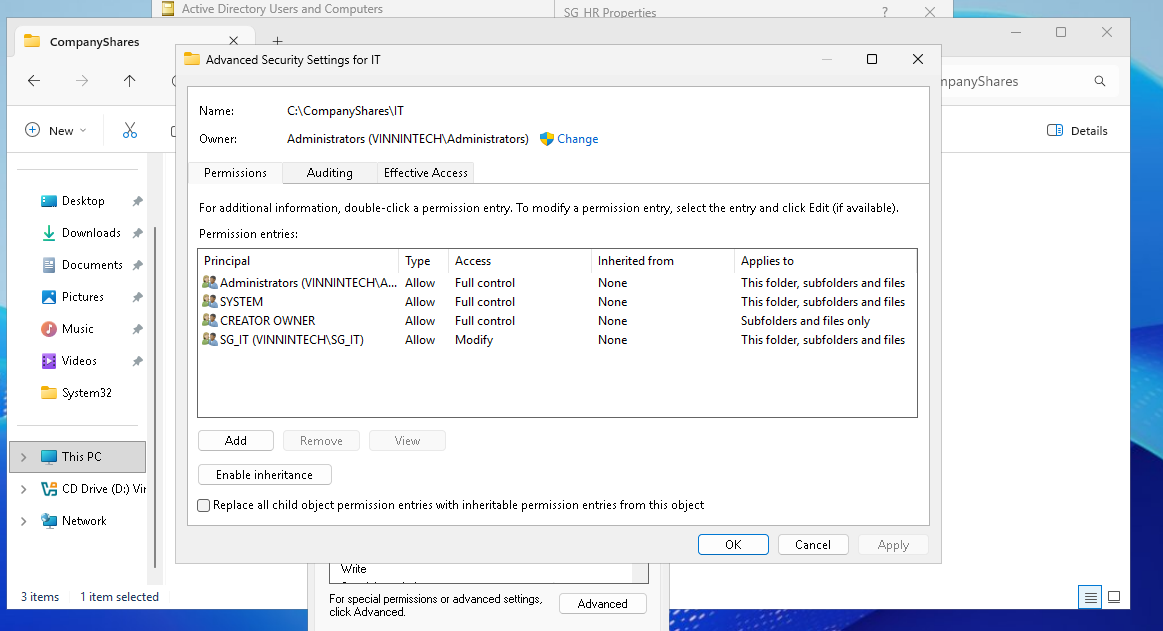 Active Directory Users and Computers
SG_HR Properties
?
CompanyShares
Advanced Security Settings for IT
New
Details
Name: C:\CompanyShares\IT
Owner: Administrators (VINNINTECH\Administrators) Change
Permissions Auditing Effective Access
For additional information, double-click a permission entry. To modify a permission entry, select the entry and click Edit (if available).
Permission entries:
Principal Type Access Inherited from Applies to
Administrators (VINNINTECH\A... Allow Full control None This folder, subfolders and files
SYSTEM Allow Full control None This folder, subfolders and files
CREATOR OWNER Allow Full control None Subfolders and files only
SG_IT (VINNINTECH\SG_IT) Allow Modify None This folder, subfolders and files
Add Remove View
Enable inheritance
Replace all child object permission entries with inheritable permission entries from this object
OK Cancel Apply
Desktop
Downloads
Documents
Pictures
Music
Videos
System32
This PC
CD Drive (D:) Vir
Network
Write
For special permissions or advanced settings,
click Advanced.
Advanced
3 items 1 item selected